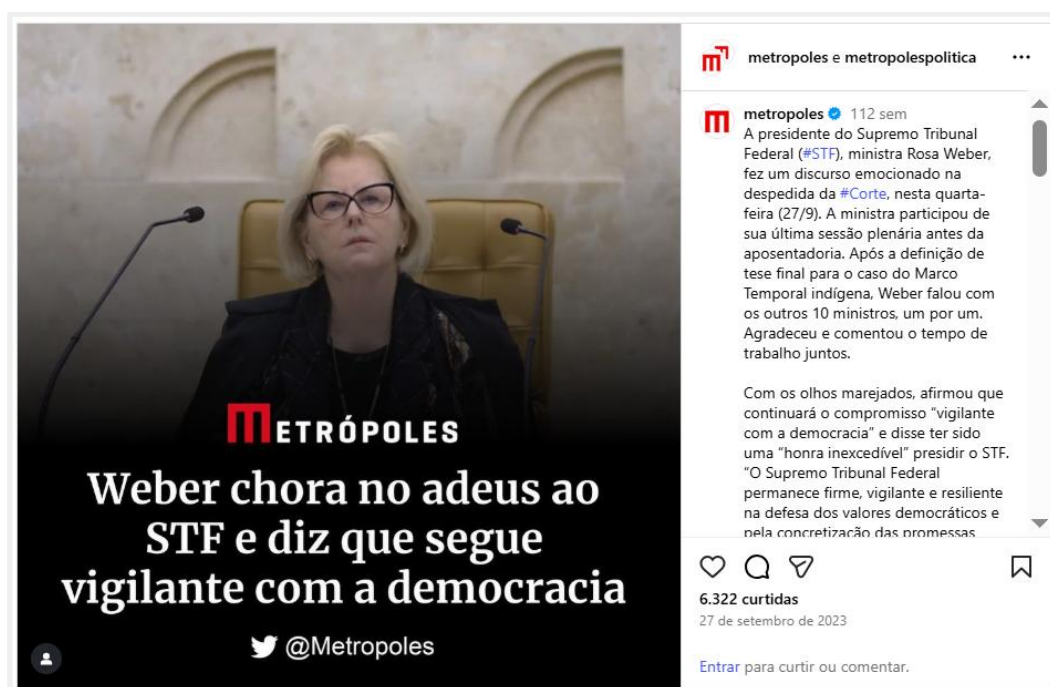 METRÓPOLES
Weber chora no adeus ao
STF e diz que segue
vigilante com a democracia
@Metropoles
metropoles e metropolespolitica
metropoles 112 sem
A presidente do Supremo Tribunal
Federal (#STF), ministra Rosa Weber,
fez um discurso emocionado na
despedida da #Corte, nesta quarta-
feira (27/9). A ministra participou de
sua última sessão plenária antes da
aposentadoria. Após a definição de
tese final para o caso do Marco
Temporal indígena, Weber falou com
os outros 10 ministros, um por um.
Agradeceu e comentou o tempo de
trabalho juntos.
Com os olhos marejados, afirmou que
continuará o compromisso “vigilante
com a democracia” e disse ter sido
uma “honra inexcedível” presidir o STF.
“O Supremo Tribunal Federal
permanece firme, vigilante e resiliente
na defesa dos valores democráticos e
pela concretização das promessas
6.322 curtidas
27 de setembro de 2023
Entrar para curtir ou comentar.